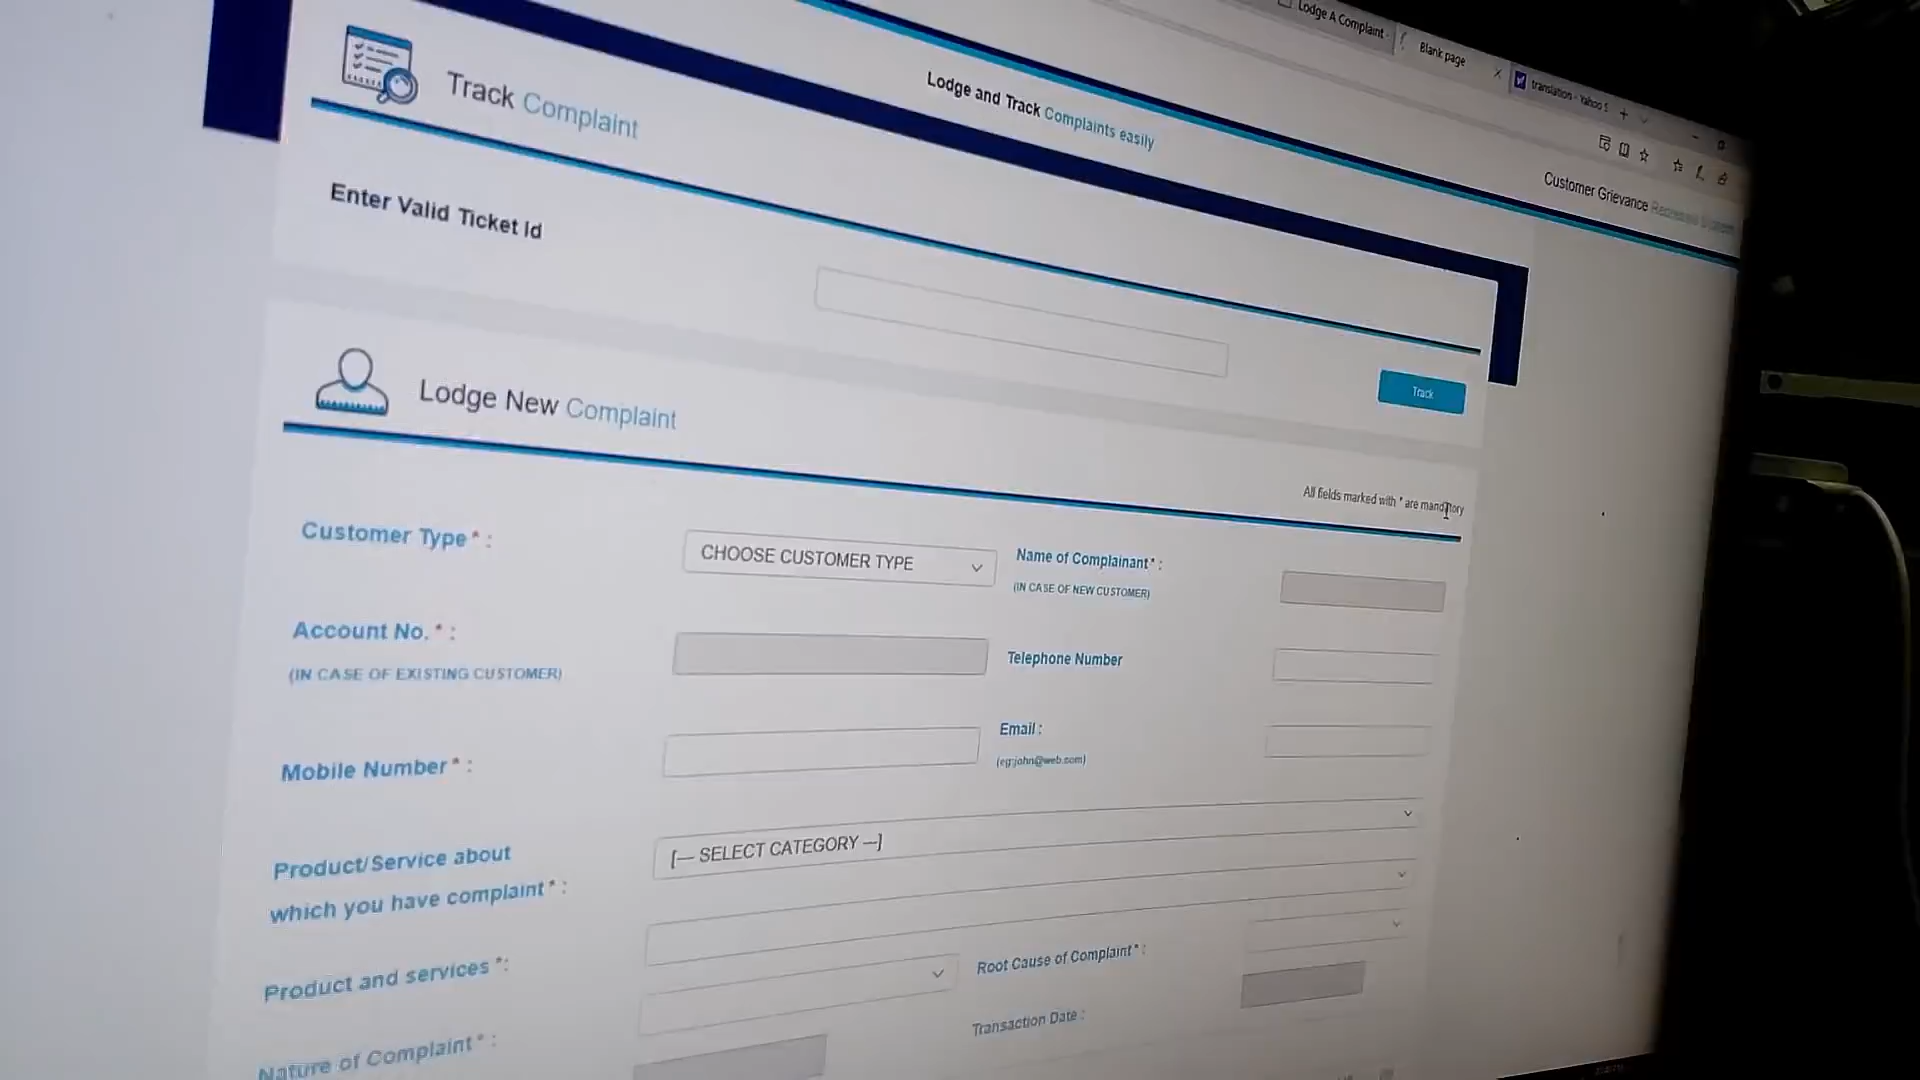 Lodge A Complaint -
Blank page
translation - Yahoo S
Lodge and Track Complaints easily
Customer Grievance
Track Complaint
Enter Valid Ticket Id
Track
Lodge New Complaint
All fields marked with * are mandatory
Customer Type * :
CHOOSE CUSTOMER TYPE
Name of Complainant * :
(IN CASE OF NEW CUSTOMER)
Account No. * :
(IN CASE OF EXISTING CUSTOMER)
Telephone Number
Mobile Number * :
Email :
(eg:john@web.com)
Product/Service about
which you have complaint * :
[--- SELECT CATEGORY ---]
Product and services * :
Root Cause of Complaint * :
Nature of Complaint * :
Transaction Date :